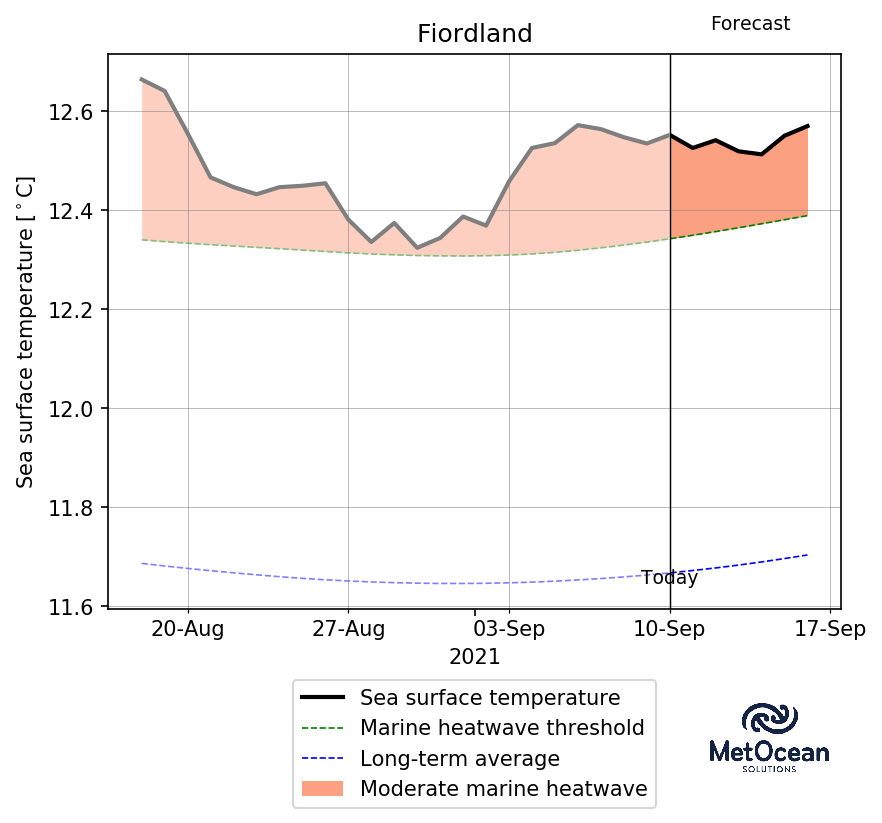 Forecast
Fiordland
Sea surface temperature [°C]
12.6
12.4
12.2
12.0
11.8
11.6
Today
20-Aug 27-Aug 03-Sep 10-Sep 17-Sep
2021
Sea surface temperature
Marine heatwave threshold
Long-term average
Moderate marine heatwave
MetOcean
SOLUTIONS